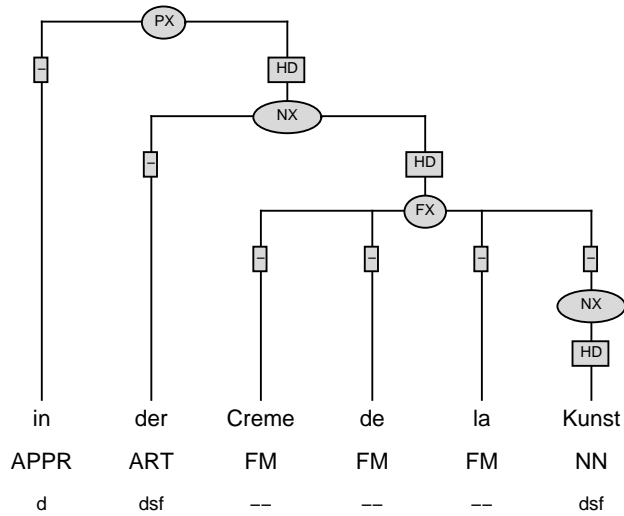 PX
– HD
NX
– HD
FX
– – – –
NX
HD
in der Creme de la Kunst
APPR ART FM FM FM NN
d dsf –– –– –– dsf